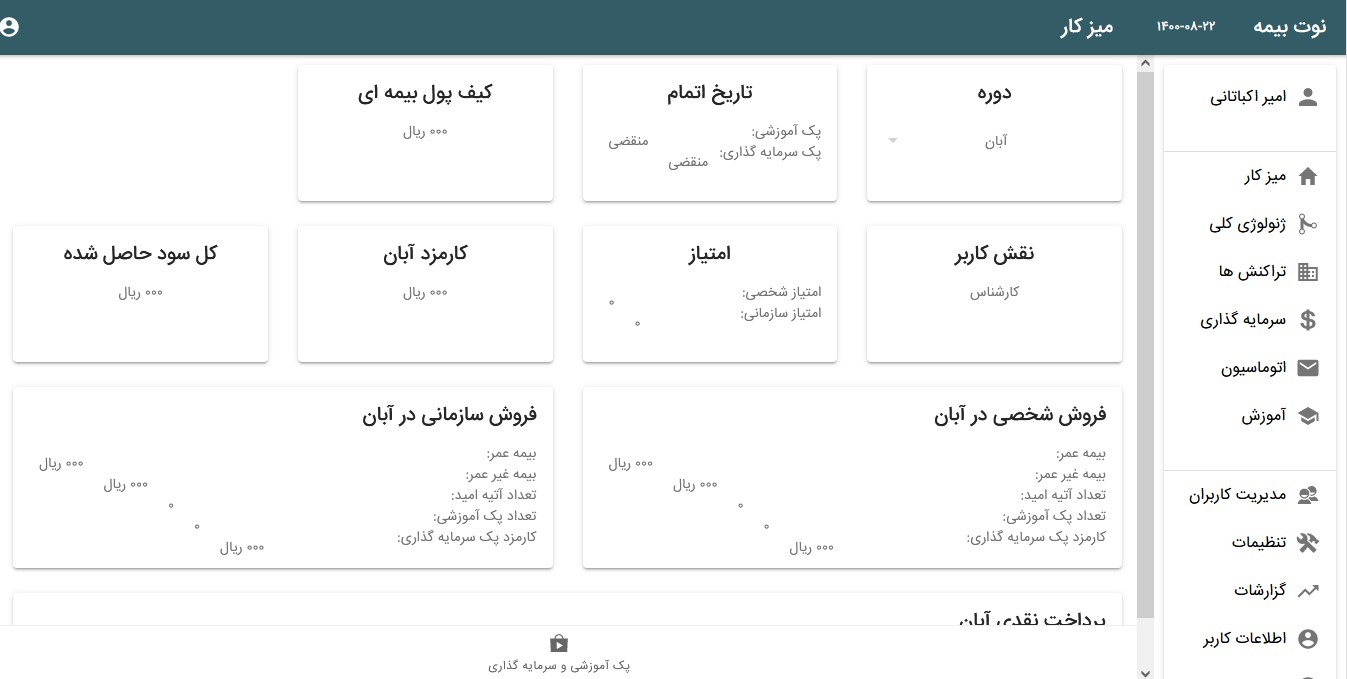 نوت بیمه
۱۴۰۰-۰۸-۲۲
میز کار
امیر اکباتانی
میز کار
ژنولوژی کلی
تراکنش ها
سرمایه گذاری
اتوماسیون
آموزش
مدیریت کاربران
تنظیمات
گزارشات
اطلاعات کاربر
دوره
آبان
تاریخ اتمام
پک آموزشی: منقضی
پک سرمایه گذاری: منقضی
کیف پول بیمه ای
۰۰۰ ریال
نقش کاربر
کارشناس
امتیاز
امتیاز شخصی: ۰
امتیاز سازمانی: ۰
کارمزد آبان
۰۰۰ ریال
کل سود حاصل شده
۰۰۰ ریال
فروش شخصی در آبان
بیمه عمر: ۰۰۰ ریال
بیمه غیر عمر: ۰۰۰ ریال
تعداد آتیه امید: ۰
تعداد پک آموزشی: ۰
کارمزد پک سرمایه گذاری: ۰۰۰ ریال
فروش سازمانی در آبان
بیمه عمر: ۰۰۰ ریال
بیمه غیر عمر: ۰۰۰ ریال
تعداد آتیه امید: ۰
تعداد پک آموزشی: ۰
کارمزد پک سرمایه گذاری: ۰۰۰ ریال
پرداخت نقدی آبان
پک آموزشی و سرمایه گذاری